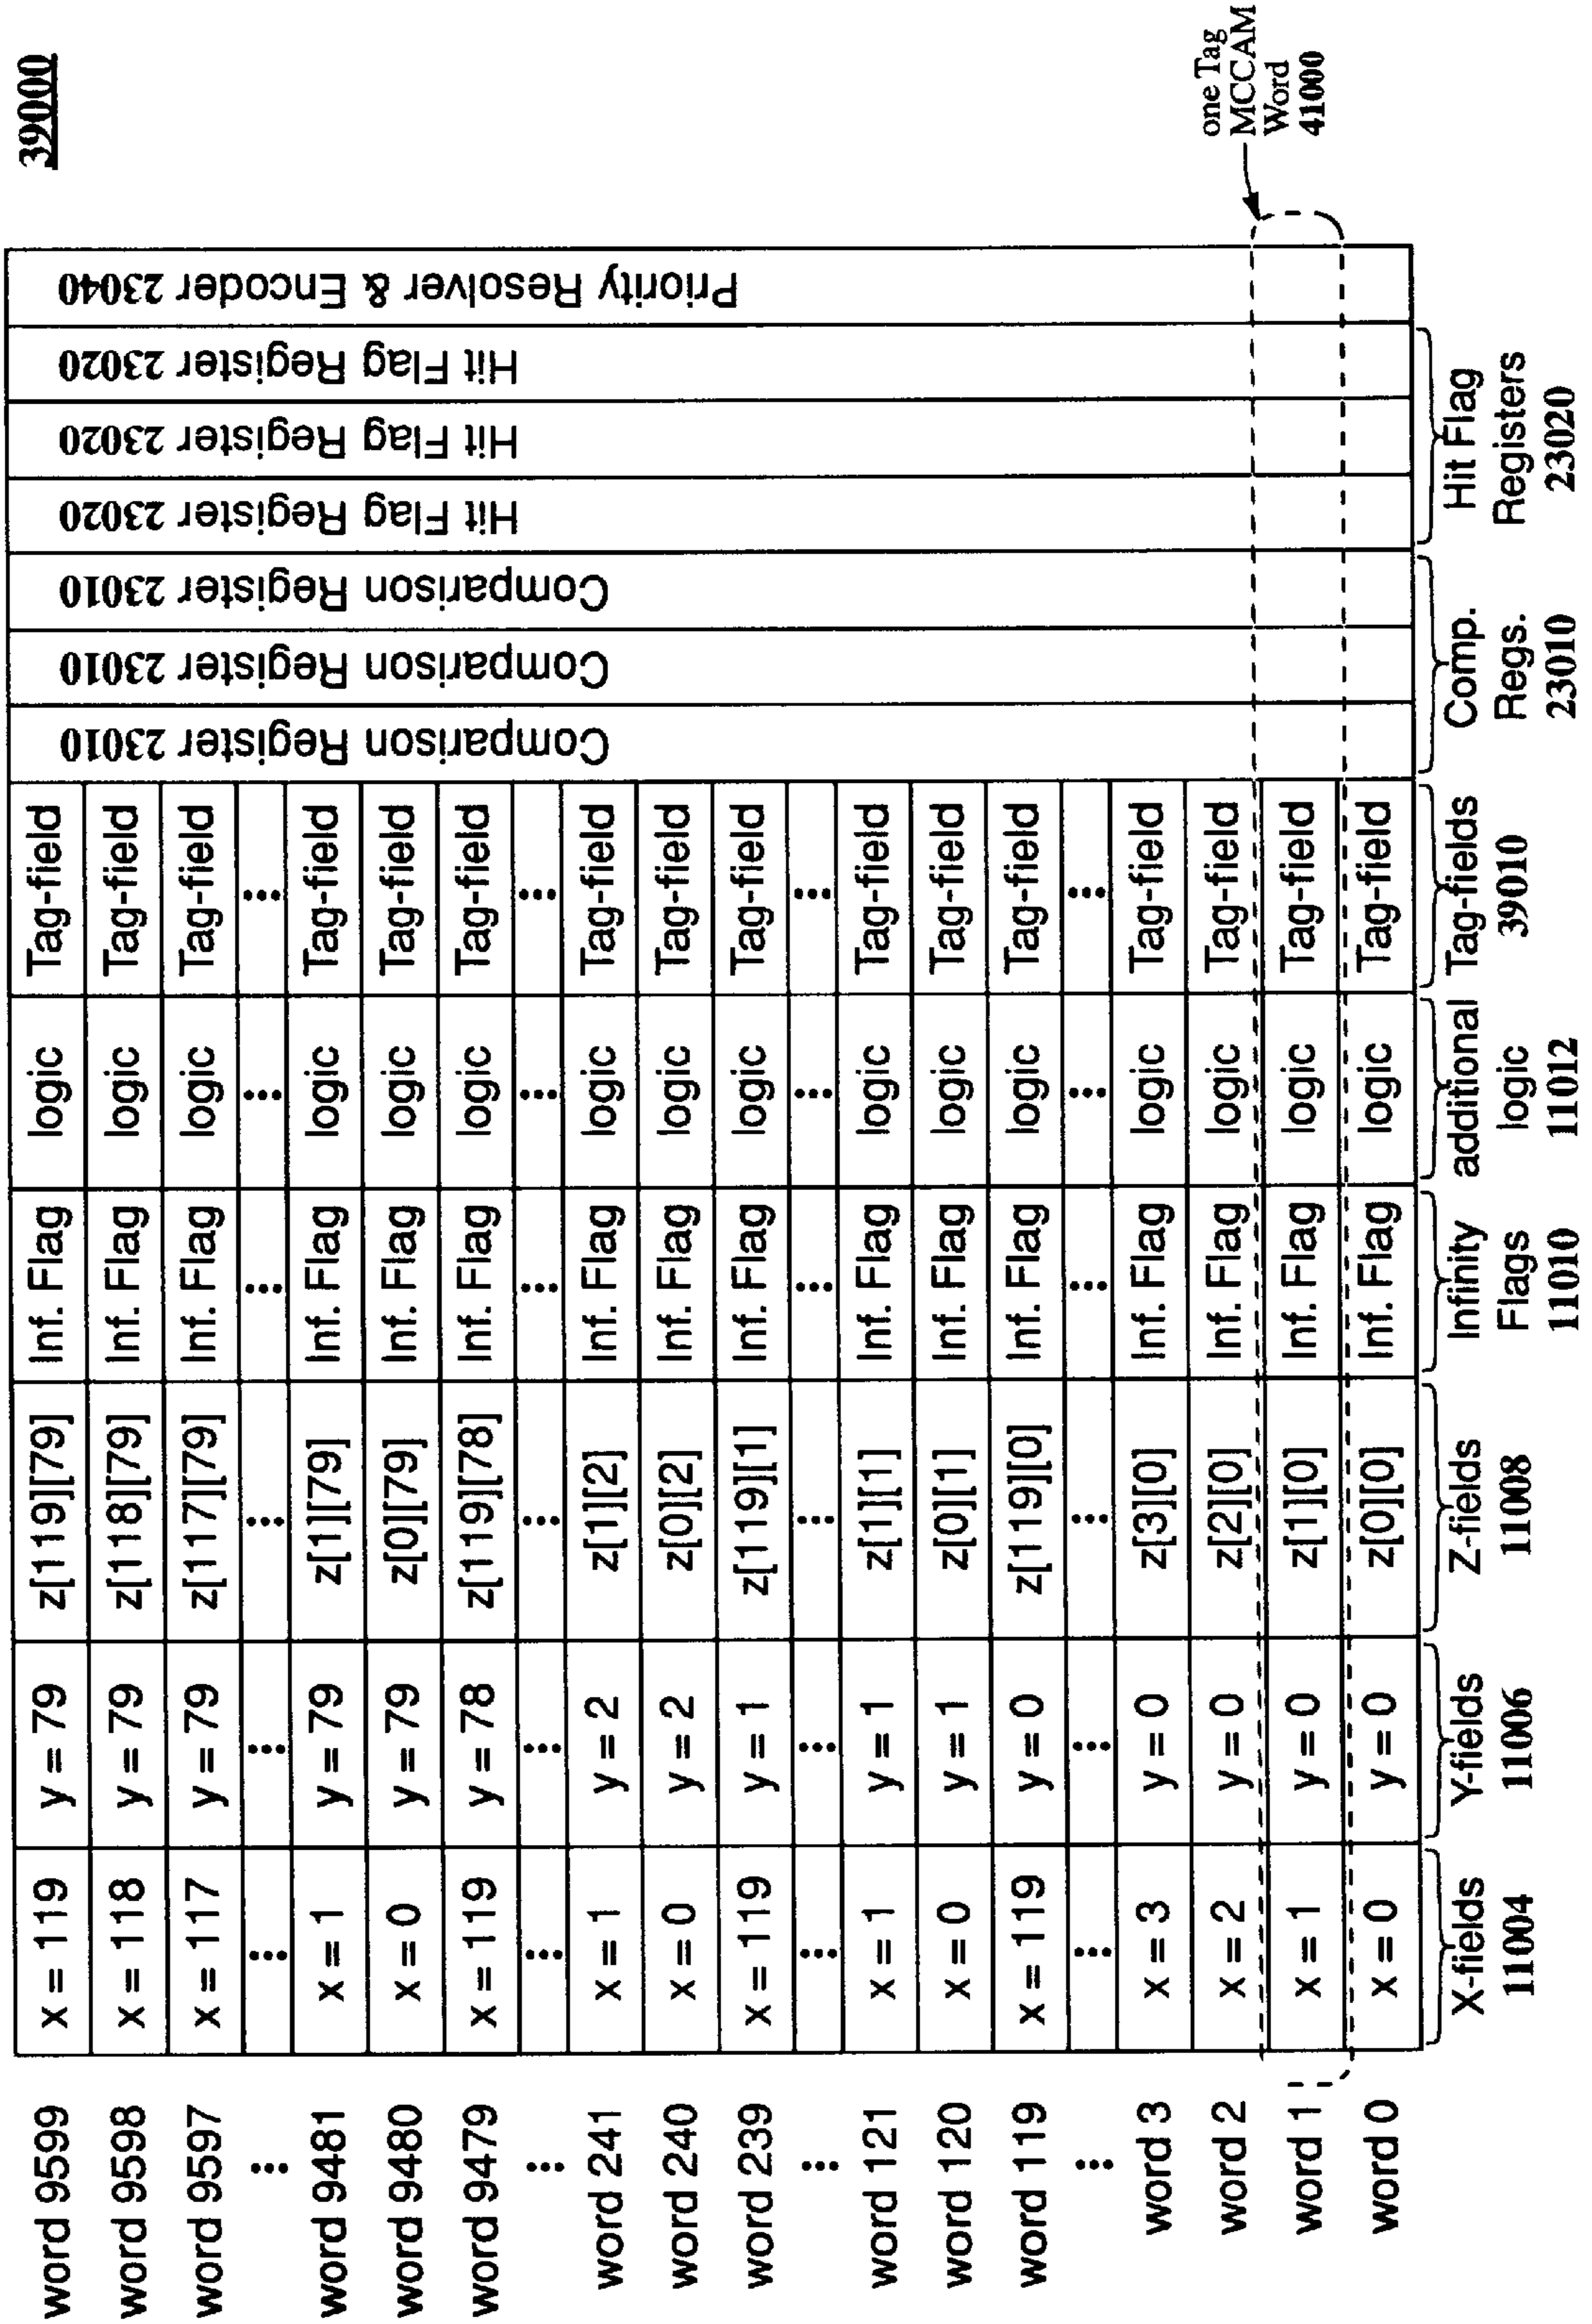 39000
Priority Resolver & Encoder 23040
Hit Flag Register 23020
Hit Flag Register 23020
Hit Flag Register 23020
Comparison Register 23010
Comparison Register 23010
Comparison Register 23010
word 9599 x = 119 y = 79 z[119][79] Inf. Flag logic Tag-field
word 9598 x = 118 y = 79 z[118][79] Inf. Flag logic Tag-field
word 9597 x = 117 y = 79 z[117][79] Inf. Flag logic Tag-field
... ... ... ... ... ... ...
word 9481 x = 1 y = 79 z[1][79] Inf. Flag logic Tag-field
word 9480 x = 0 y = 79 z[0][79] Inf. Flag logic Tag-field
word 9479 x = 119 y = 78 z[119][78] Inf. Flag logic Tag-field
... ... ... ... ... ... ...
word 241 x = 1 y = 2 z[1][2] Inf. Flag logic Tag-field
word 240 x = 0 y = 2 z[0][2] Inf. Flag logic Tag-field
word 239 x = 119 y = 1 z[119][1] Inf. Flag logic Tag-field
... ... ... ... ... ... ...
word 121 x = 1 y = 1 z[1][1] Inf. Flag logic Tag-field
word 120 x = 0 y = 1 z[0][1] Inf. Flag logic Tag-field
word 119 x = 119 y = 0 z[119][0] Inf. Flag logic Tag-field
... ... ... ... ... ... ...
word 3 x = 3 y = 0 z[3][0] Inf. Flag logic Tag-field
word 2 x = 2 y = 0 z[2][0] Inf. Flag logic Tag-field
word 1 x = 1 y = 0 z[1][0] Inf. Flag logic Tag-field
word 0 x = 0 y = 0 z[0][0] Inf. Flag logic Tag-field
one Tag
MCCAM
Word
41000
X-fields
11004
Y-fields
11006
Z-fields
11008
Infinity
Flags
11010
additional
logic
11012
Tag-fields
39010
Comp.
Regs.
23010
Hit Flag
Registers
23020